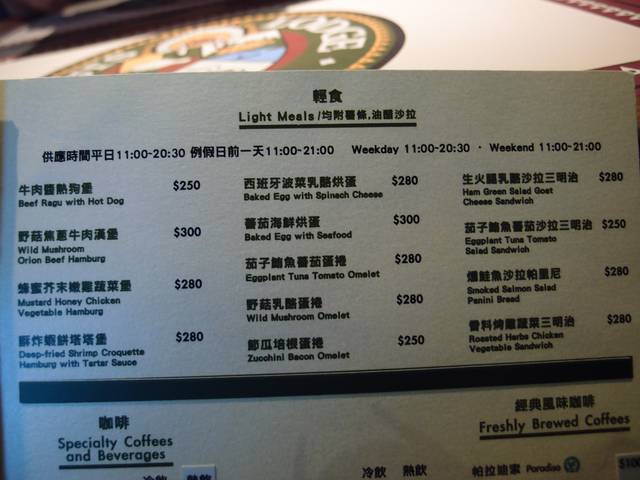 LODGE
輕食
Light Meals/均附薯條,油醋沙拉
供應時間平日11:00~20:30 例假日前一天11:00~21:00 Weekday 11:00~20:30 · Weekend 11:00~21:00
牛肉醬熱狗堡 $250
Beef Ragu with Hot Dog
野菇焦蔥牛肉漢堡 $300
Wild Mushroom
Orion Beef Hamburg
蜂蜜芥末嫩雞蔬菜堡 $280
Mustard Honey Chicken
Vegetable Hamburg
酥炸蝦餅塔塔堡 $280
Deep-fried Shrimp Croquette
Hamburg with Tartar Sauce
西班牙波菜乳酪烘蛋 $280
Baked Egg with Spinach Cheese
蕃茄海鮮烘蛋 $300
Baked Egg with Seafood
茄子鮪魚蕃茄蛋捲 $280
Eggplant Tuna Tomato Omelet
野菇乳酪蛋捲 $280
Wild Mushroom Omelet
節瓜培根蛋捲 $250
Zucchini Bacon Omelet
生火腿乳酪沙拉三明治 $280
Ham Green Salad Goet
Cheese Sandwich
茄子鮪魚蕃茄沙拉三明治 $250
Eggplant Tuna Tomato
Salad Sandwich
燻鮭魚沙拉帕里尼 $280
Smoked Salmon Salad
Panini Bread
香料烤雞蔬菜三明治 $280
Roasted Herbs Chicken
Vegetable Sandwich
咖啡
Specialty Coffees
and Beverages
經典風味咖啡
Freshly Brewed Coffees
冷飲 熱飲
冷飲 熱飲
帕拉迪索 Paradiso
$100